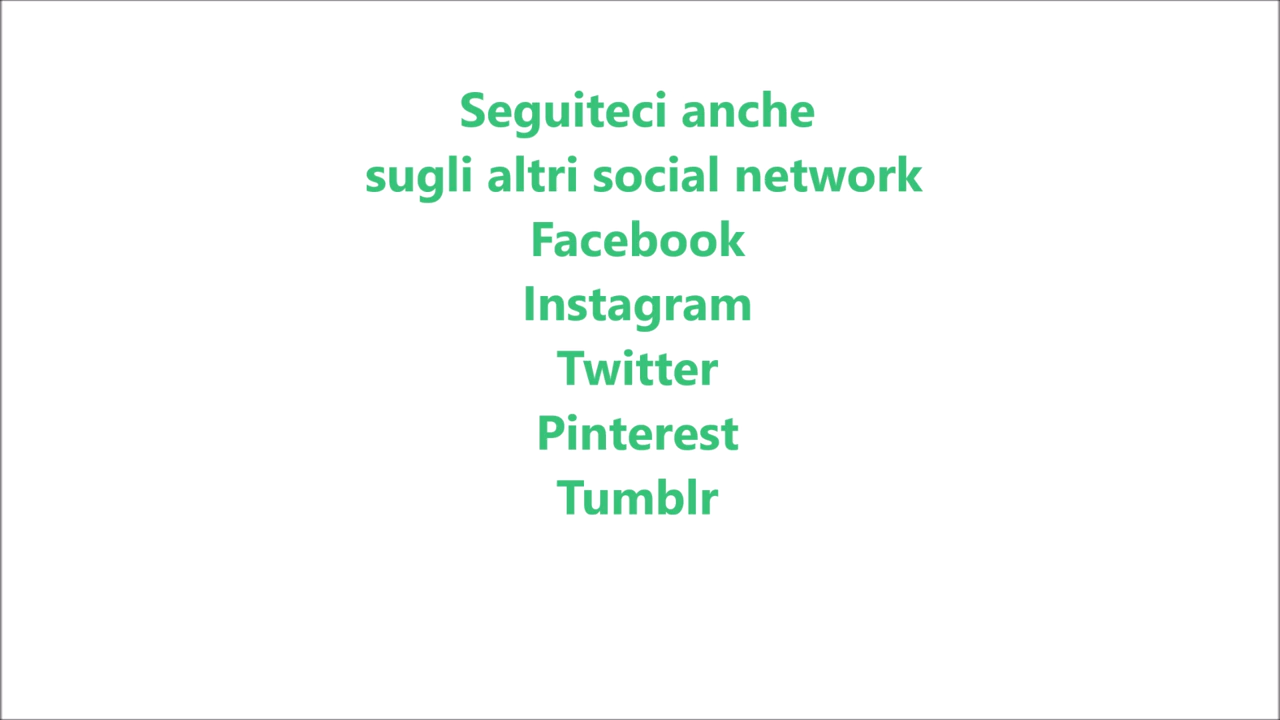 Seguiteci anche
sugli altri social network
Facebook
Instagram
Twitter
Pinterest
Tumblr